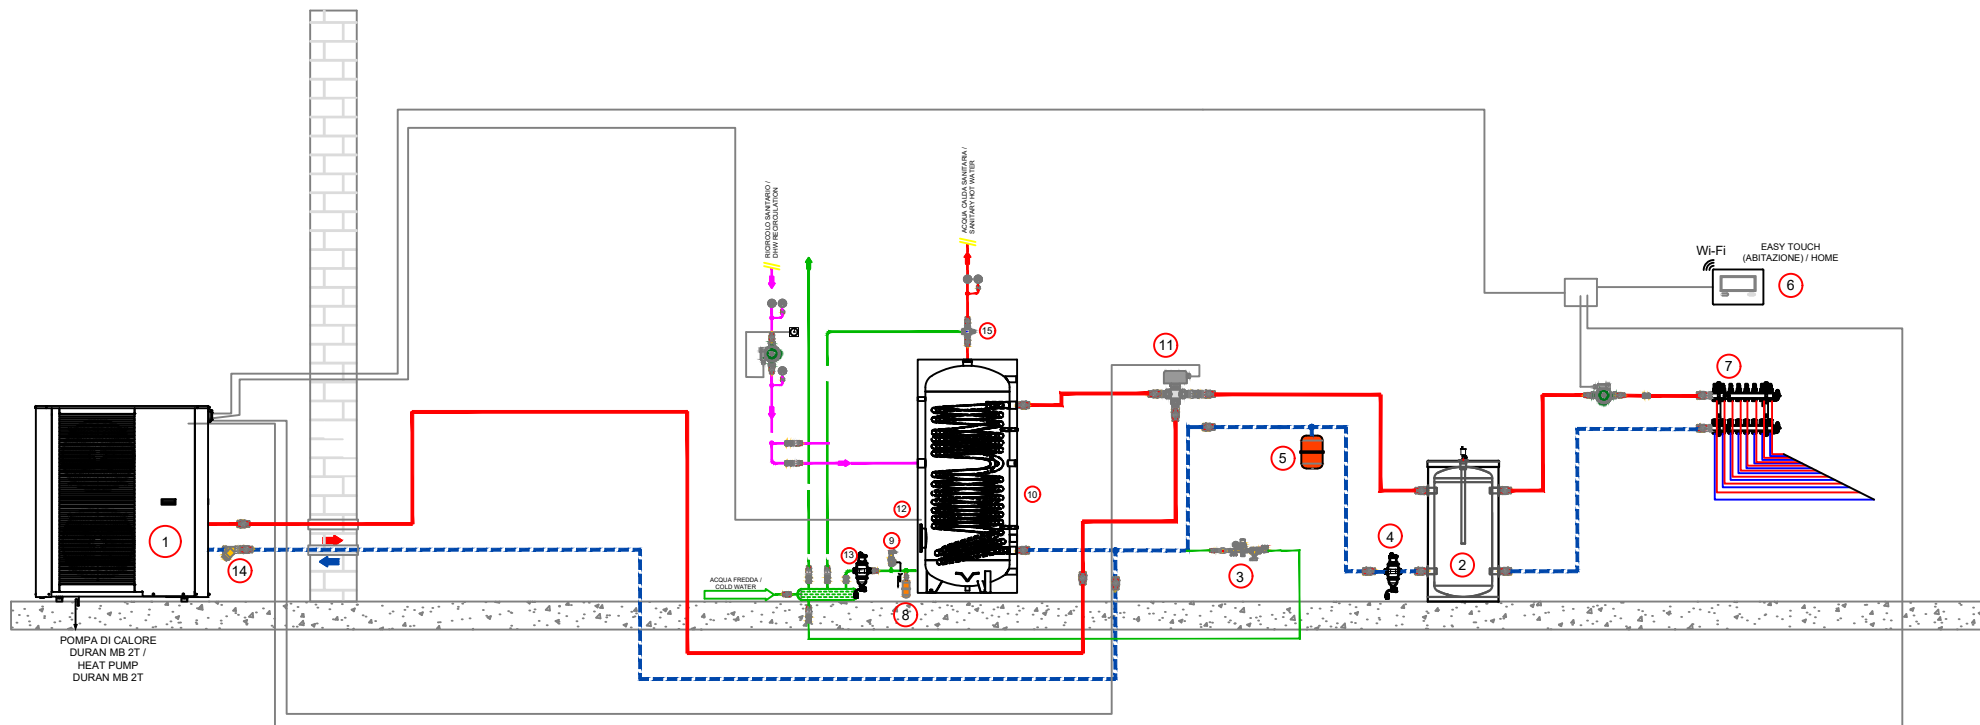 RICIRCOLO SANITARIO /
DHW RECIRCULATION
ACQUA CALDA SANITARIA /
SANITARY HOT WATER
Wi-Fi
EASY TOUCH
(ABITAZIONE) / HOME
6
15
11
7
5
10
12
1
14
13
9
3
4
2
ACQUA FREDDA /
COLD WATER
8
POMPA DI CALORE
DURAN MB 2T /
HEAT PUMP
DURAN MB 2T